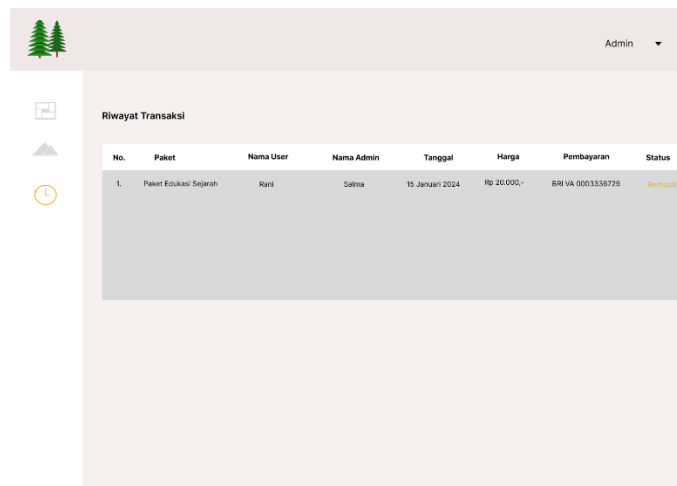 Admin
Riwayat Transaksi
No. Paket Nama User Nama Admin Tanggal Harga Pembayaran Status
1. Paket Edukasi Sejarah Rani Salma 15 Januari 2024 Rp 20.000,- BRI VA 0003336729 Berhasil